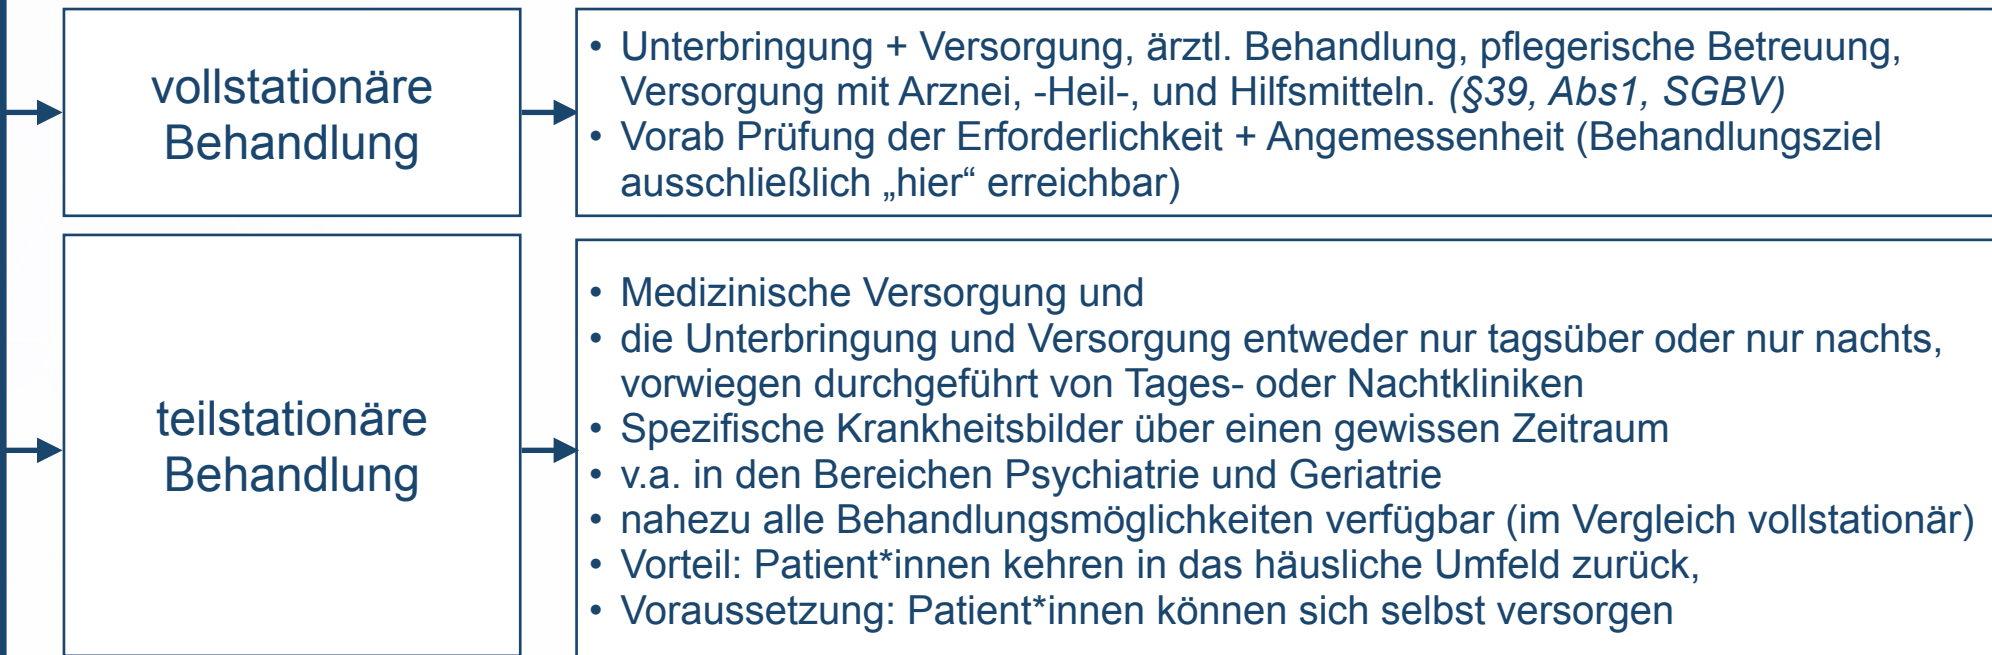 vollstationäre
Behandlung
• Unterbringung + Versorgung, ärztl. Behandlung, pflegerische Betreuung,
Versorgung mit Arznei, -Heil-, und Hilfsmitteln. (§39, Abs1, SGBV)
• Vorab Prüfung der Erforderlichkeit + Angemessenheit (Behandlungsziel
ausschließlich „hier“ erreichbar)
teilstationäre
Behandlung
• Medizinische Versorgung und
• die Unterbringung und Versorgung entweder nur tagsüber oder nur nachts,
vorwiegen durchgeführt von Tages- oder Nachtkliniken
• Spezifische Krankheitsbilder über einen gewissen Zeitraum
• v.a. in den Bereichen Psychiatrie und Geriatrie
• nahezu alle Behandlungsmöglichkeiten verfügbar (im Vergleich vollstationär)
• Vorteil: Patient*innen kehren in das häusliche Umfeld zurück,
• Voraussetzung: Patient*innen können sich selbst versorgen